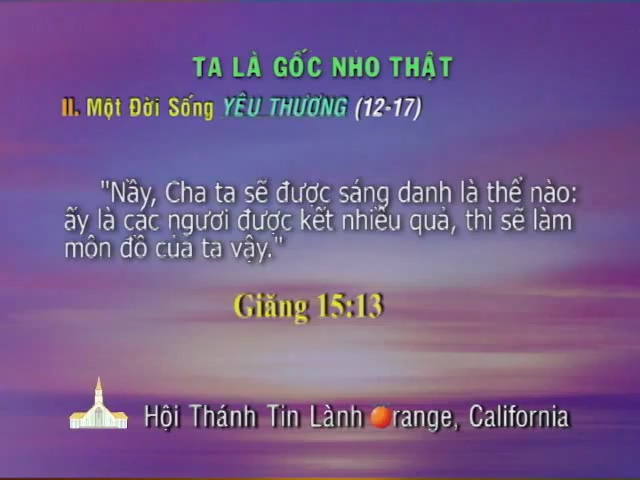 TA LÀ GỐC NHO THẬT
II. Một Đời Sống YÊU THƯƠNG (12-17)
"Nầy, Cha ta sẽ được sáng danh là thể nào:
ấy là các ngươi được kết nhiều quả, thì sẽ làm
môn đồ của ta vậy."
Giăng 15:13
Hội Thánh Tin Lành Orange, California